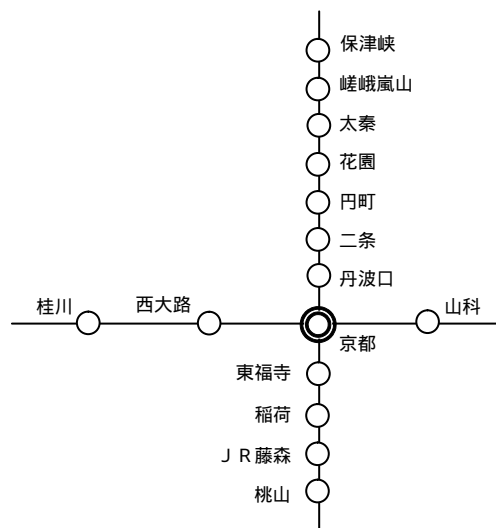 保津峡
嵯峨嵐山
太秦
花園
円町
二条
丹波口
桂川
西大路
山科
京都
東福寺
稲荷
ＪＲ藤森
桃山